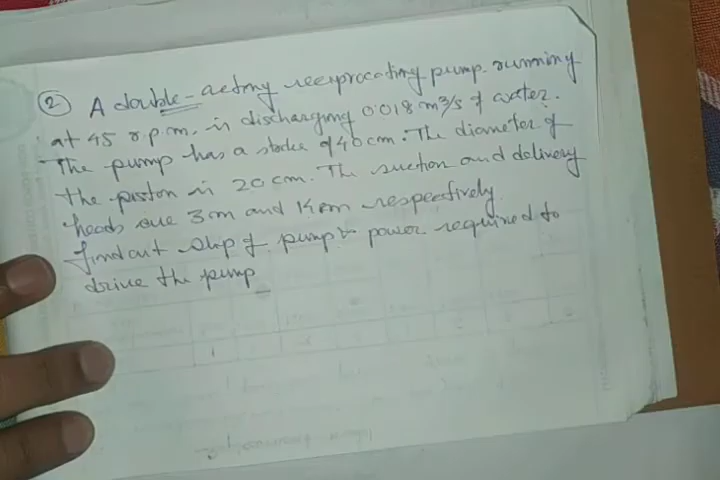 ② A double-acting reciprocating pump running
at 45 r.p.m. is discharging 0.018 m³/s of water.
The pump has a stroke of 40 cm. The diameter of
the piston is 20 cm. The suction and delivery
heads are 3m and 14m respectively.
find out slip of pump & power required to
drive the pump